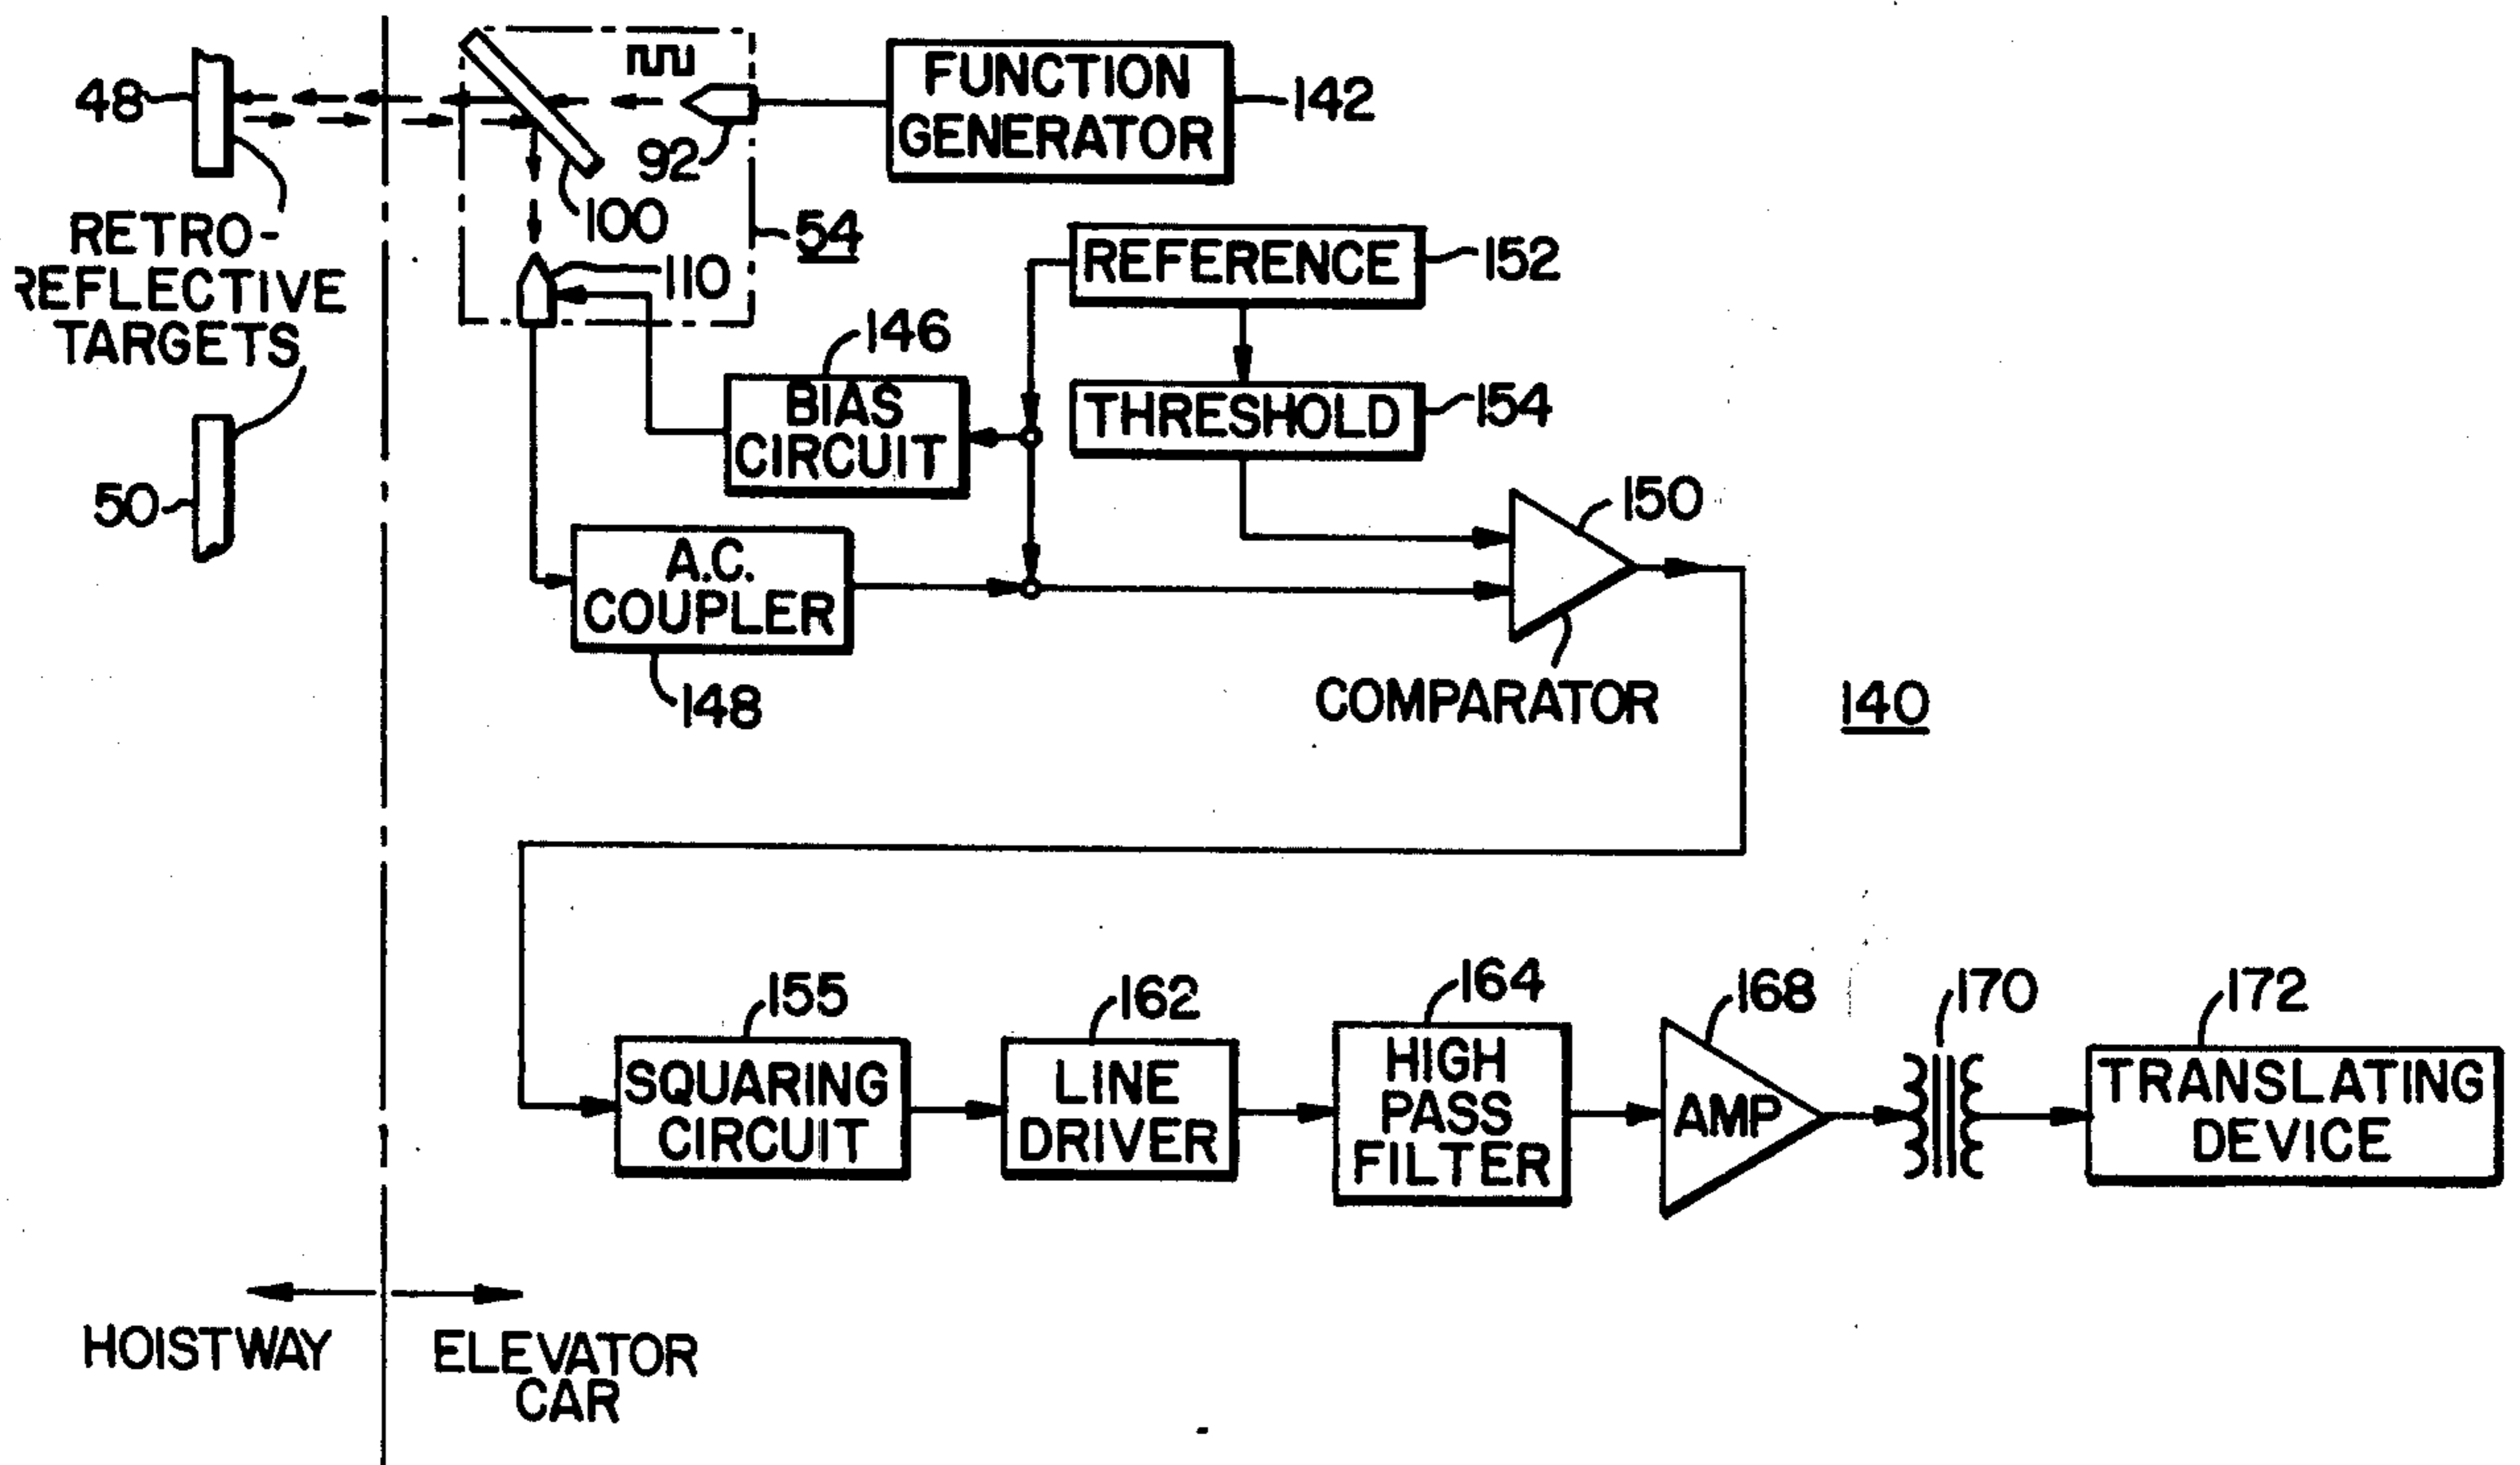 48
FUNCTION
GENERATOR
142
92
100
54
RETRO-
REFLECTIVE
TARGETS
110
REFERENCE
152
146
BIAS
CIRCUIT
THRESHOLD
154
50
150
A.C.
COUPLER
148
COMPARATOR
140
155
SQUARING
CIRCUIT
162
LINE
DRIVER
164
HIGH
PASS
FILTER
168
AMP
170
172
TRANSLATING
DEVICE
HOISTWAY
ELEVATOR
CAR